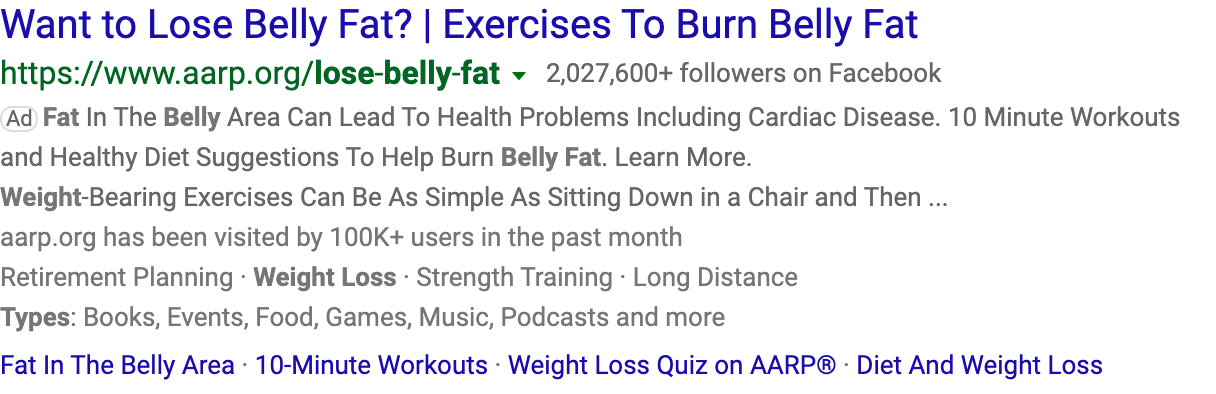 Want to Lose Belly Fat? | Exercises To Burn Belly Fat
https://www.aarp.org/lose-belly-fat 2,027,600+ followers on Facebook
Ad Fat In The Belly Area Can Lead To Health Problems Including Cardiac Disease. 10 Minute Workouts
and Healthy Diet Suggestions To Help Burn Belly Fat. Learn More.
Weight-Bearing Exercises Can Be As Simple As Sitting Down in a Chair and Then ...
aarp.org has been visited by 100K+ users in the past month
Retirement Planning · Weight Loss · Strength Training · Long Distance
Types: Books, Events, Food, Games, Music, Podcasts and more
Fat In The Belly Area · 10-Minute Workouts · Weight Loss Quiz on AARP® · Diet And Weight Loss